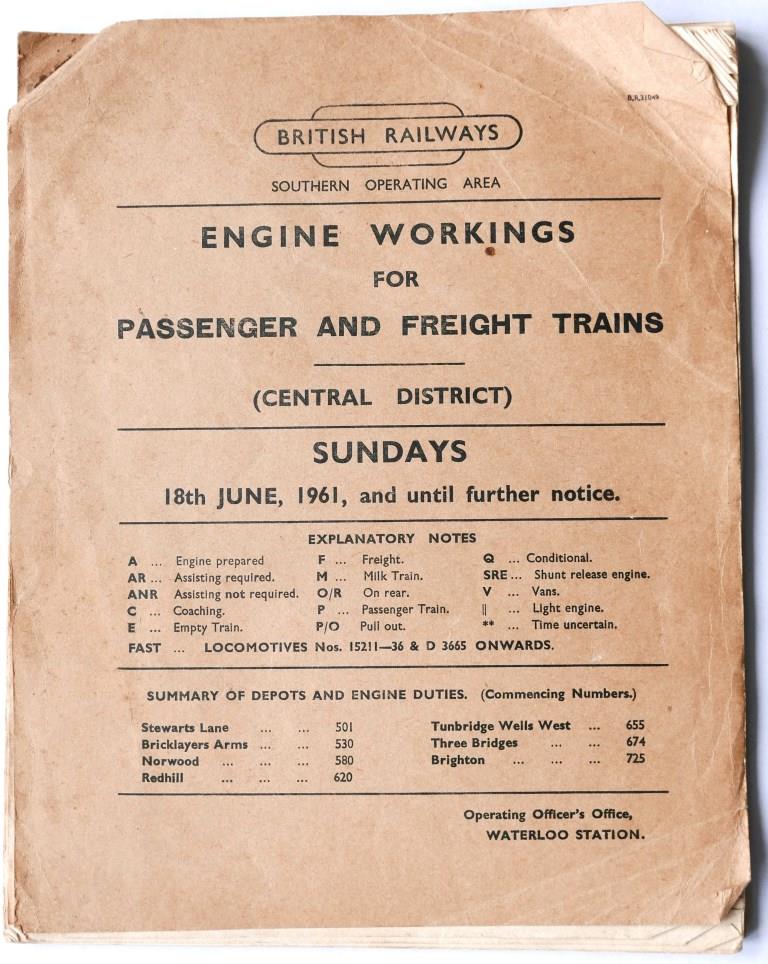 B.R.31049
BRITISH RAILWAYS
SOUTHERN OPERATING AREA
ENGINE WORKINGS
FOR
PASSENGER AND FREIGHT TRAINS
(CENTRAL DISTRICT)
SUNDAYS
18th JUNE, 1961, and until further notice.
EXPLANATORY NOTES
A ... Engine prepared F ... Freight. Q ... Conditional.
AR ... Assisting required. M ... Milk Train. SRE ... Shunt release engine.
ANR Assisting not required. O/R On rear. V ... Vans.
C ... Coaching. P ... Passenger Train. || ... Light engine.
E ... Empty Train. P/O Pull out. ** ... Time uncertain.
FAST ... LOCOMOTIVES Nos. 15211—36 & D 3665 ONWARDS.
SUMMARY OF DEPOTS AND ENGINE DUTIES. (Commencing Numbers.)
Stewarts Lane ... ... 501 Tunbridge Wells West ... 655
Bricklayers Arms ... ... 530 Three Bridges ... ... 674
Norwood ... ... ... 580 Brighton ... ... ... 725
Redhill ... ... ... 620
Operating Officer's Office,
WATERLOO STATION.